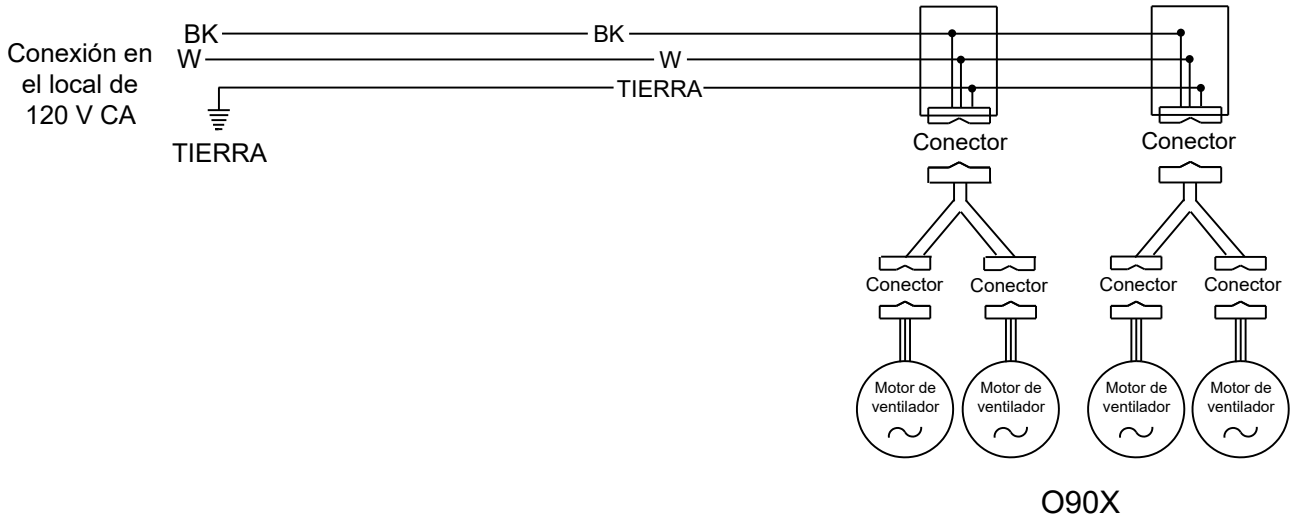 BK
BK
Conexión en
el local de
120 V CA
W
W
TIERRA
TIERRA
Conector
Conector
Conector
Conector
Conector
Conector
Motor de
ventilador
Motor de
ventilador
Motor de
ventilador
Motor de
ventilador
O90X